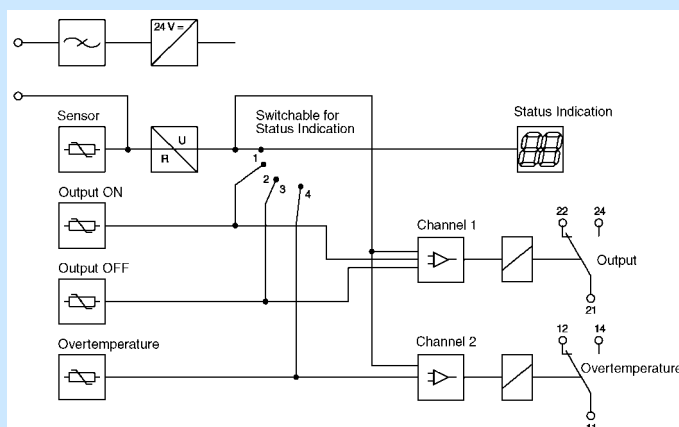 24 V =
Sensor
Switchable for
Status Indication
Status Indication
U
R
1
2
3
4
Output ON
Output OFF
Overtemperature
Channel 1
22
24
Output
21
Channel 2
12
14
Overtemperature
11